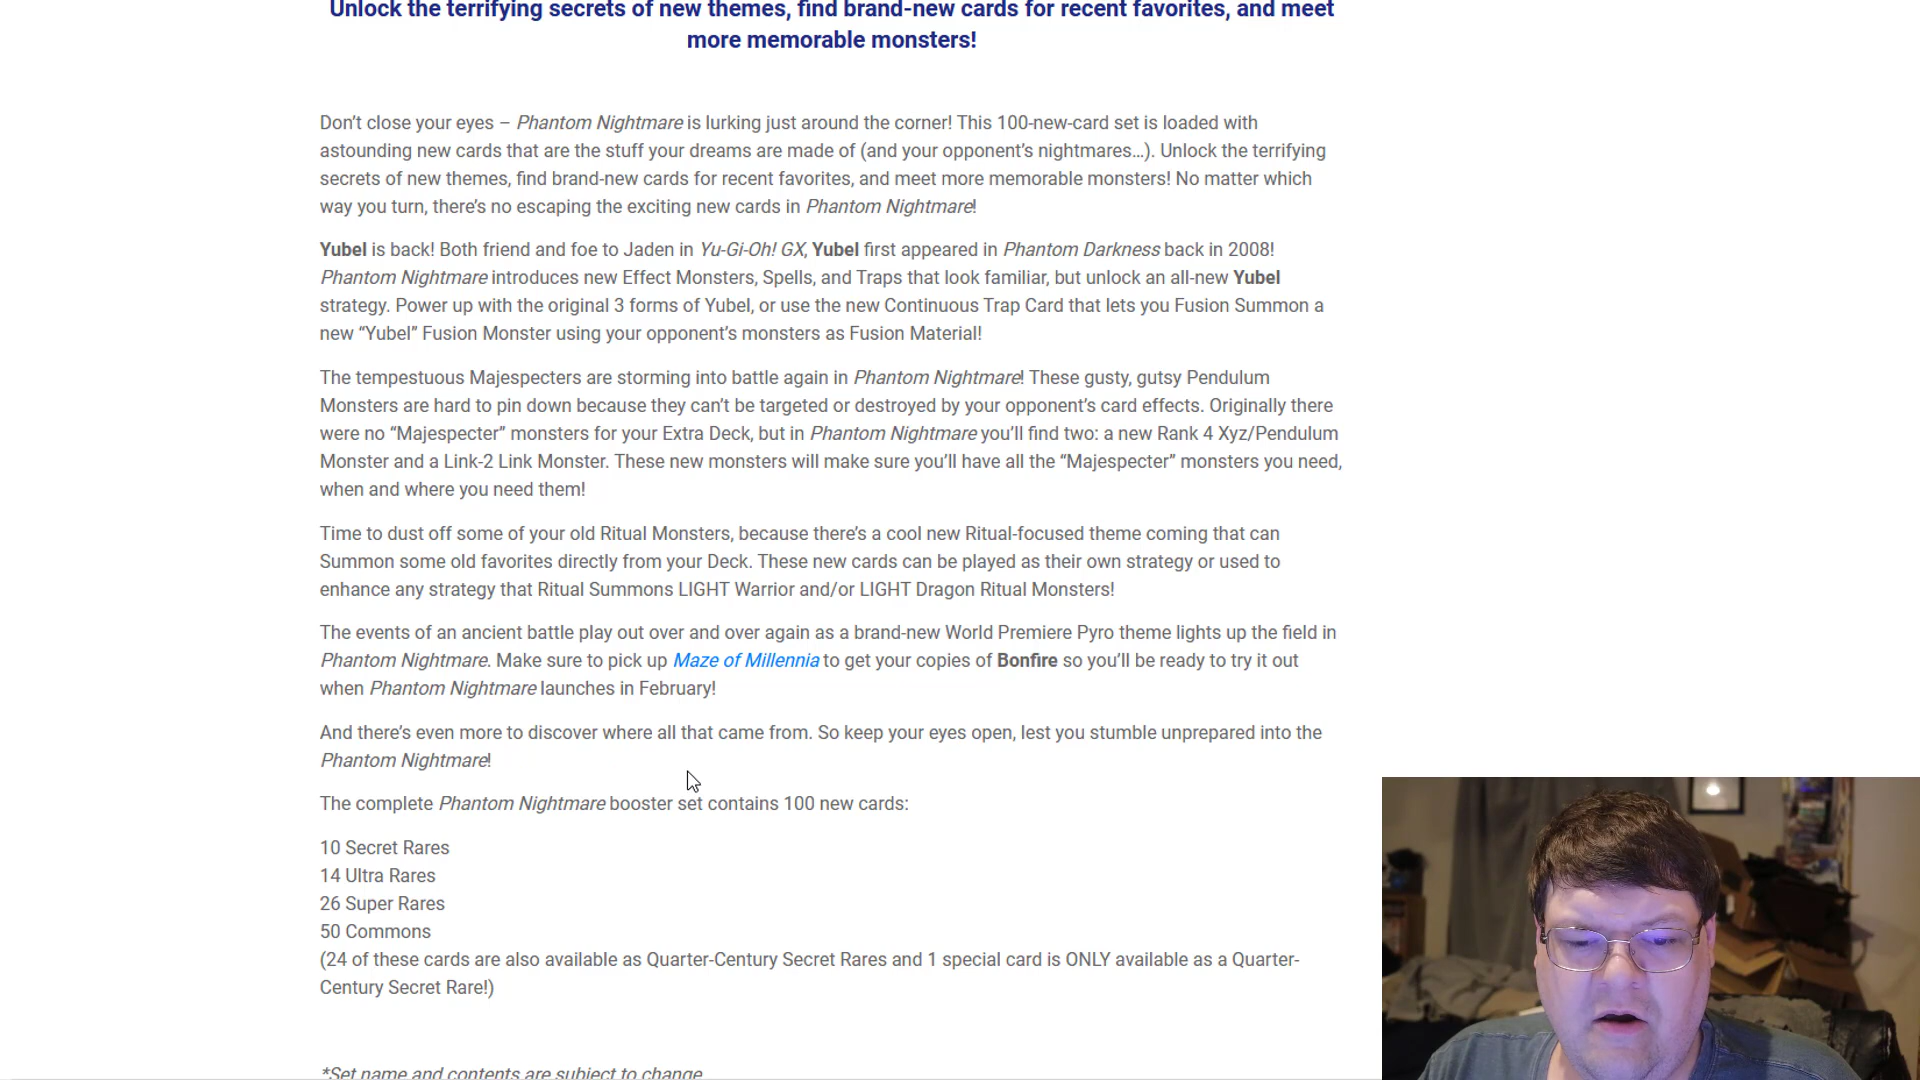 Unlock the terrifying secrets of new themes, find brand-new cards for recent favorites, and meet
more memorable monsters!
Don’t close your eyes – Phantom Nightmare is lurking just around the corner! This 100-new-card set is loaded with
astounding new cards that are the stuff your dreams are made of (and your opponent’s nightmares…). Unlock the terrifying
secrets of new themes, find brand-new cards for recent favorites, and meet more memorable monsters! No matter which
way you turn, there’s no escaping the exciting new cards in Phantom Nightmare!
Yubel is back! Both friend and foe to Jaden in Yu-Gi-Oh! GX, Yubel first appeared in Phantom Darkness back in 2008!
Phantom Nightmare introduces new Effect Monsters, Spells, and Traps that look familiar, but unlock an all-new Yubel
strategy. Power up with the original 3 forms of Yubel, or use the new Continuous Trap Card that lets you Fusion Summon a
new “Yubel” Fusion Monster using your opponent’s monsters as Fusion Material!
The tempestuous Majespecters are storming into battle again in Phantom Nightmare! These gusty, gutsy Pendulum
Monsters are hard to pin down because they can’t be targeted or destroyed by your opponent’s card effects. Originally there
were no “Majespecter” monsters for your Extra Deck, but in Phantom Nightmare you’ll find two: a new Rank 4 Xyz/Pendulum
Monster and a Link-2 Link Monster. These new monsters will make sure you’ll have all the “Majespecter” monsters you need,
when and where you need them!
Time to dust off some of your old Ritual Monsters, because there’s a cool new Ritual-focused theme coming that can
Summon some old favorites directly from your Deck. These new cards can be played as their own strategy or used to
enhance any strategy that Ritual Summons LIGHT Warrior and/or LIGHT Dragon Ritual Monsters!
The events of an ancient battle play out over and over again as a brand-new World Premiere Pyro theme lights up the field in
Phantom Nightmare. Make sure to pick up Maze of Millennia to get your copies of Bonfire so you’ll be ready to try it out
when Phantom Nightmare launches in February!
And there’s even more to discover where all that came from. So keep your eyes open, lest you stumble unprepared into the
Phantom Nightmare!
The complete Phantom Nightmare booster set contains 100 new cards:
10 Secret Rares
14 Ultra Rares
26 Super Rares
50 Commons
(24 of these cards are also available as Quarter-Century Secret Rares and 1 special card is ONLY available as a Quarter-
Century Secret Rare!)
*Set name and contents are subject to change